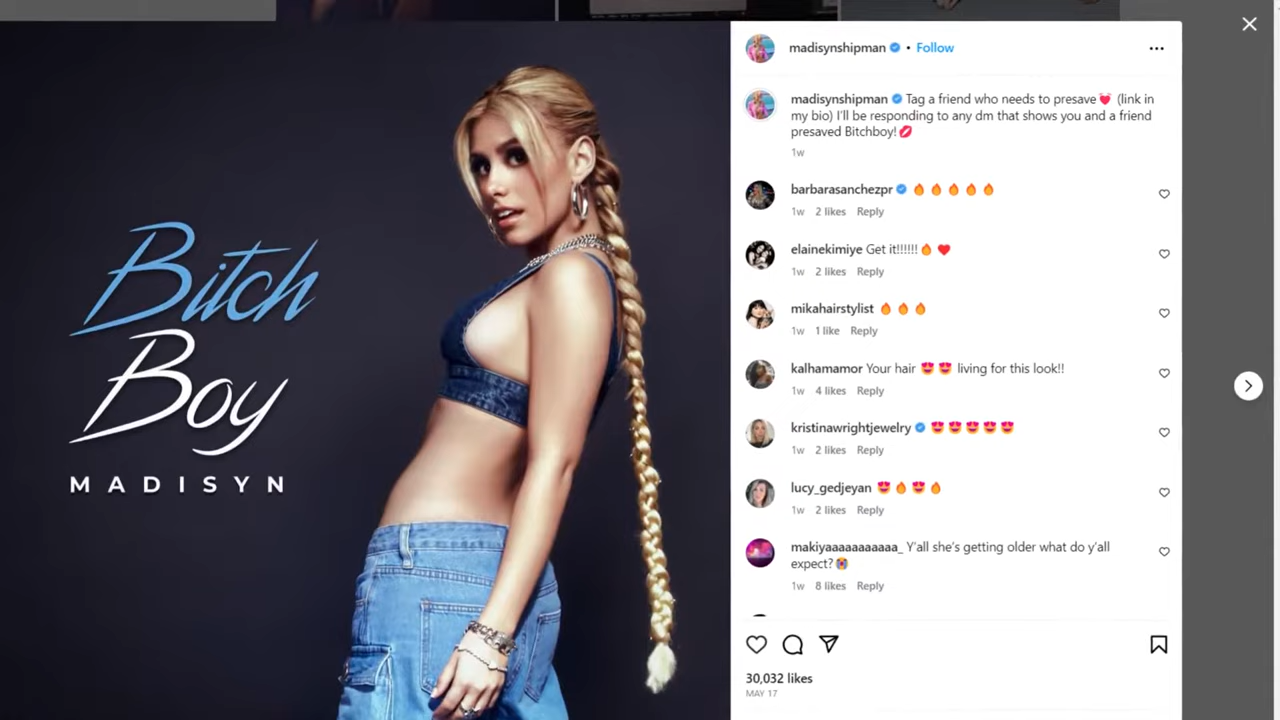 Bitch
Boy
MADISYN
madisynshipman • Follow
madisynshipman Tag a friend who needs to presave💓 (link in
my bio) I'll be responding to any dm that shows you and a friend
presaved Bitchboy!💋
1w
barbarasanchezpr 🔥🔥🔥🔥🔥
1w 2 likes Reply
elainekimiye Get it!!!!!!🔥❤️
1w 2 likes Reply
mikahairstylist 🔥🔥🔥
1w 1 like Reply
kalhamamor Your hair 😍😍 living for this look!!
1w 4 likes Reply
kristinawrightjewelry 😍😍😍😍😍
1w 2 likes Reply
lucy_gedjeyan 😍🔥😍🔥
1w 2 likes Reply
makiyaaaaaaaaaaa_ Y'all she's getting older what do y'all
expect?😭
1w 8 likes Reply
30,032 likes
MAY 17